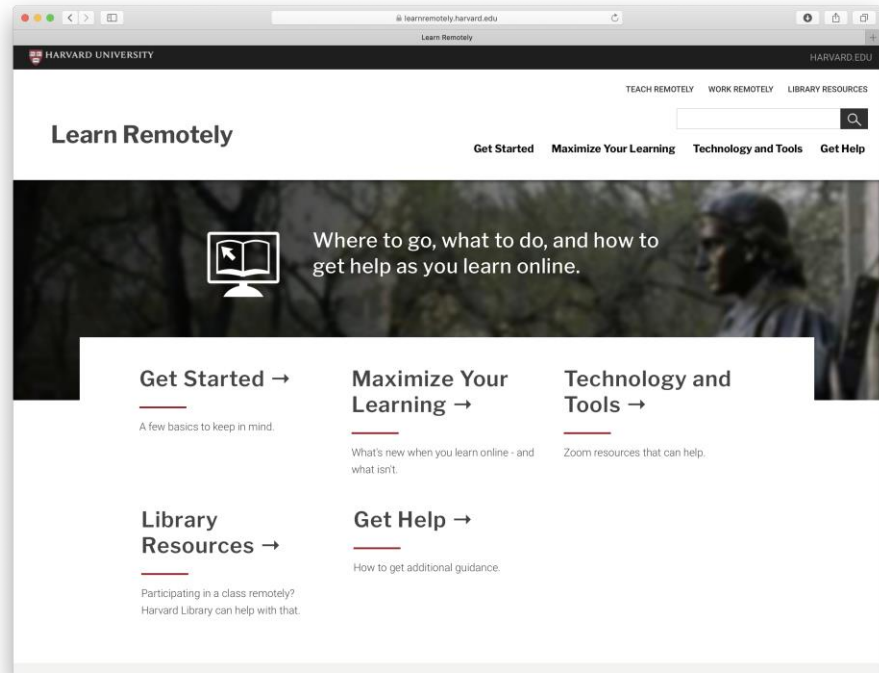 learnremotely.harvard.edu
Learn Remotely
HARVARD UNIVERSITY
HARVARD.EDU
TEACH REMOTELY WORK REMOTELY LIBRARY RESOURCES
Learn Remotely
Get Started Maximize Your Learning Technology and Tools Get Help
Where to go, what to do, and how to
get help as you learn online.
Get Started →
A few basics to keep in mind.
Maximize Your
Learning →
What's new when you learn online - and
what isn't.
Technology and
Tools →
Zoom resources that can help.
Library
Resources →
Participating in a class remotely?
Harvard Library can help with that.
Get Help →
How to get additional guidance.